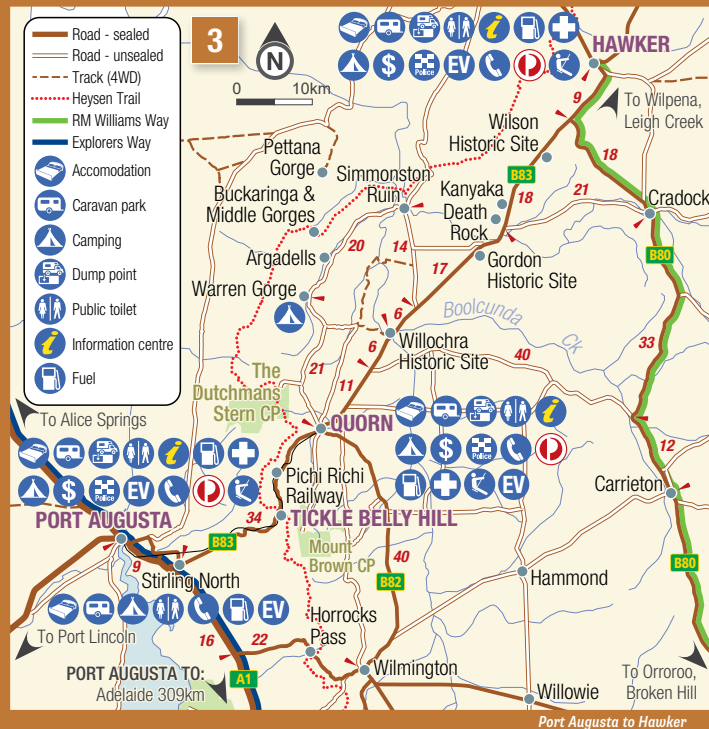 Road - sealed
Road - unsealed
Track (4WD)
Heysen Trail
RM Williams Way
Explorers Way
Accomodation
Caravan park
Camping
Dump point
Public toilet
Information centre
Fuel
3
N
0 10km
i
$ Police EV
HAWKER
9
To Wilpena,
Leigh Creek
Wilson
Historic Site
Pettana
Gorge
Simmonston
Ruin
B83
18
18
Buckaringa &
Middle Gorges
Kanyaka
Death
Rock
21
Cradock
20
14
Argadells
17
Gordon
Historic Site
B80
Warren Gorge
6
Boolcunda
Ck
33
6
Willochra
Historic Site
40
21
11
The
Dutchmans
Stern CP
To Alice Springs
QUORN
i
$ Police
EV
12
Carrieton
i
$ Police EV
Pichi Richi
Railway
PORT AUGUSTA
34
TICKLE BELLY HILL
B83
Mount
Brown CP
40
B80
9
Stirling North
B82
Hammond
EV
Horrocks
Pass
To Port Lincoln
16
22
Wilmington
To Orroroo,
Broken Hill
PORT AUGUSTA TO:
Adelaide 309km
A1
Willowie
Port Augusta to Hawker